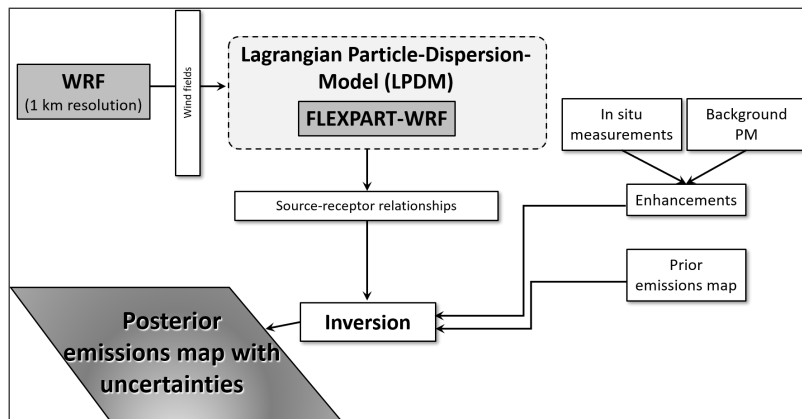 WRF
(1 km resolution)
Wind fields
Lagrangian Particle-Dispersion-
Model (LPDM)
FLEXPART-WRF
In situ
measurements
Background
PM
Enhancements
Source-receptor relationships
Prior
emissions map
Inversion
Posterior
emissions map with
uncertainties